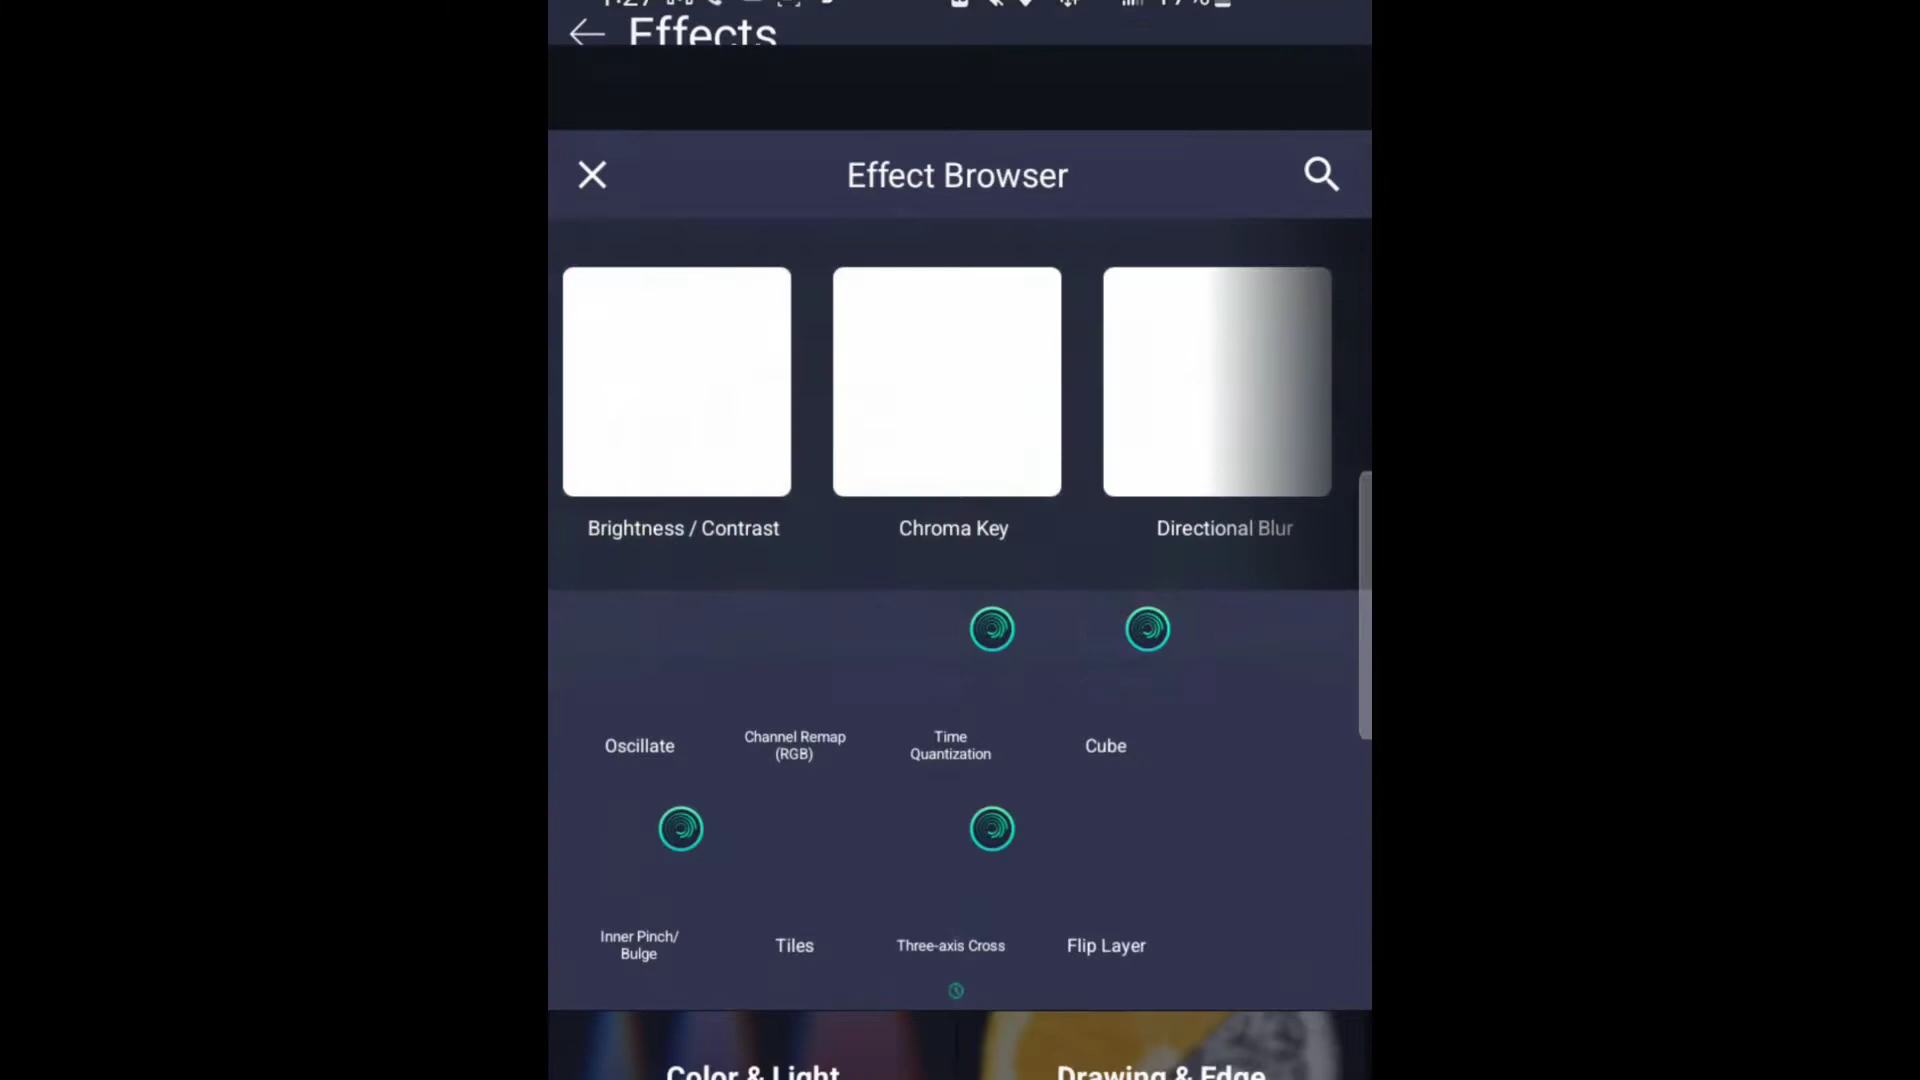 Effects
Effect Browser
Brightness / Contrast
Chroma Key
Directional Blur
Oscillate
Channel Remap
(RGB)
Time
Quantization
Cube
Inner Pinch/
Bulge
Tiles
Three-axis Cross
Flip Layer
Color & Light
Drawing & Edge